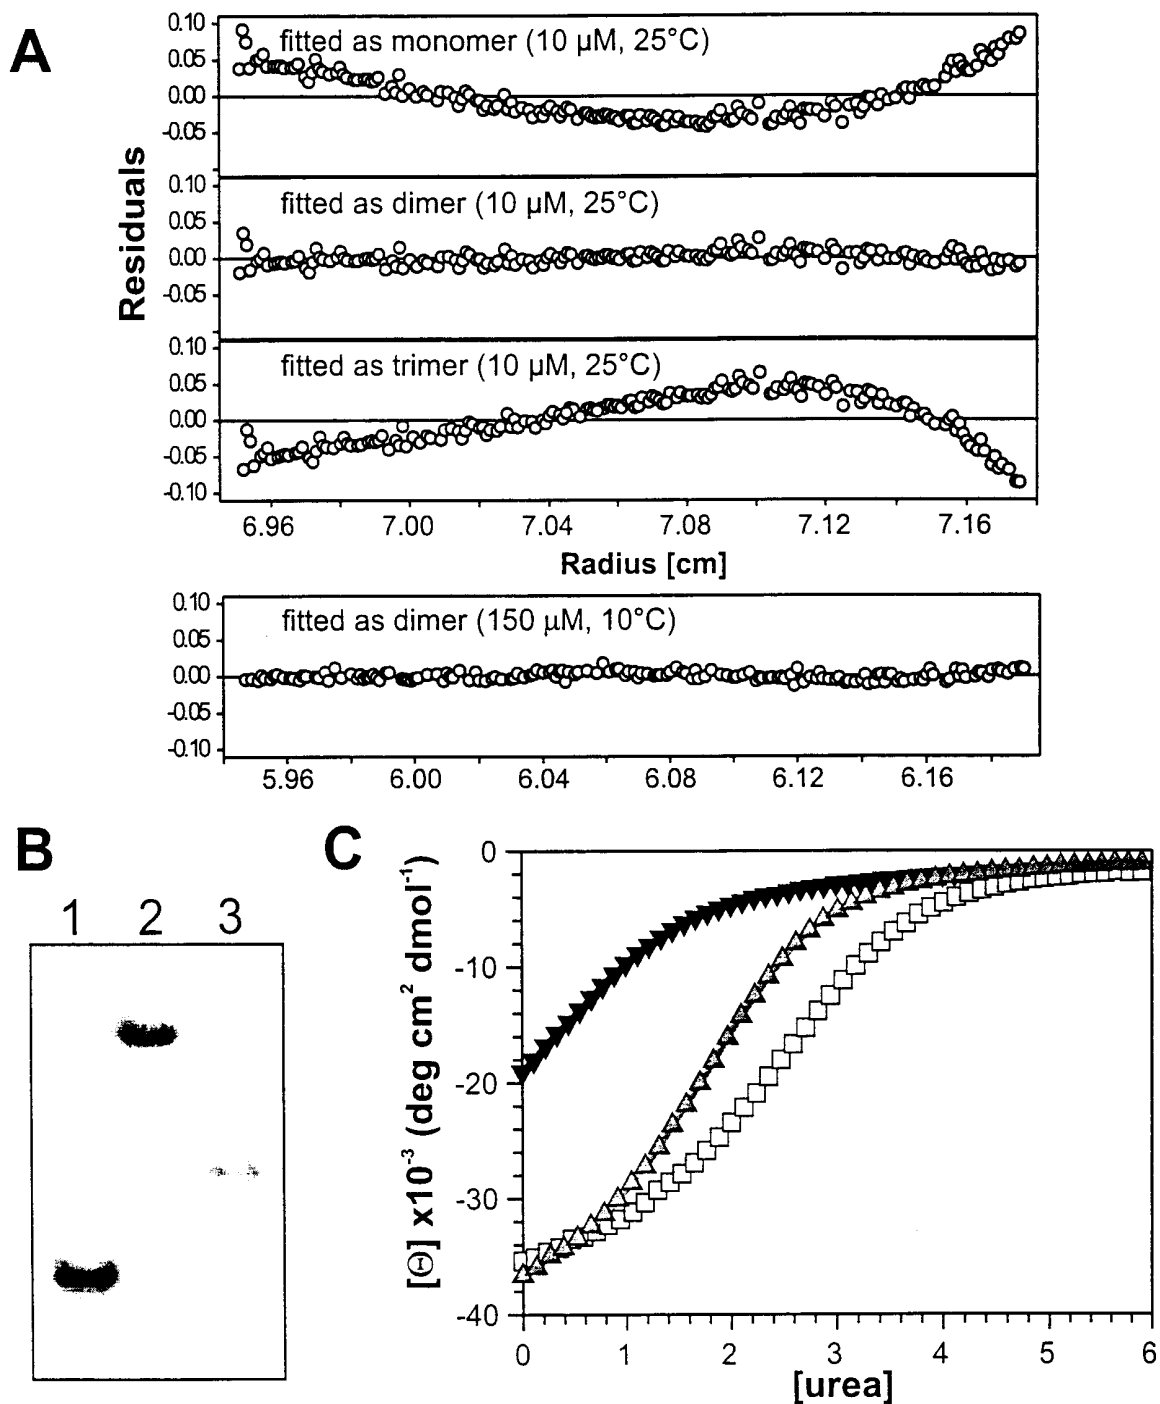 A
Residuals
fitted as monomer (10 µM, 25°C)
0.10
0.05
0.00
-0.05
fitted as dimer (10 µM, 25°C)
0.10
0.05
0.00
-0.05
fitted as trimer (10 µM, 25°C)
0.10
0.05
0.00
-0.05
-0.10
6.96 7.00 7.04 7.08 7.12 7.16
Radius [cm]
fitted as dimer (150 µM, 10°C)
0.10
0.05
0.00
-0.05
-0.10
5.96 6.00 6.04 6.08 6.12 6.16
B
1 2 3
C
[Θ] x10⁻³ (deg cm² dmol⁻¹)
0
-10
-20
-30
-40
0 1 2 3 4 5 6
[urea]